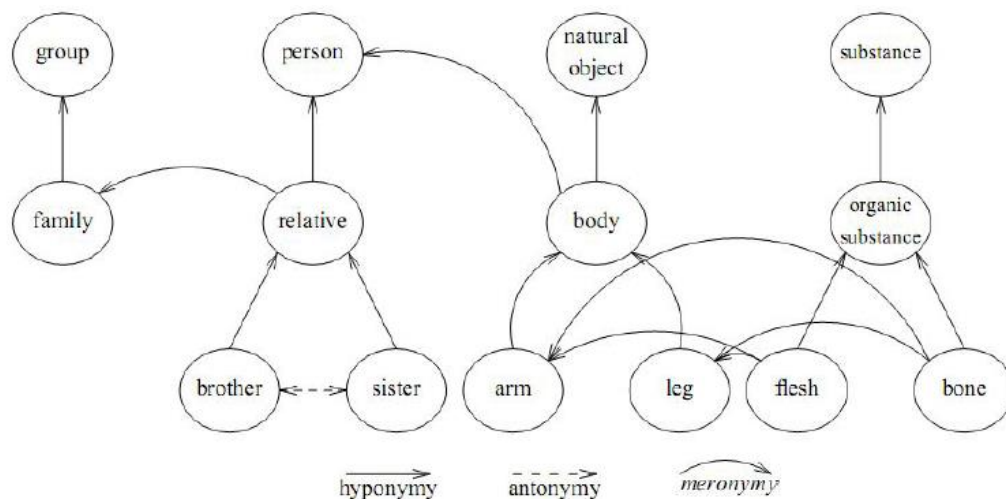 group
person
natural
object
substance
family
relative
body
organic
substance
brother
sister
arm
leg
flesh
bone
hyponymy
antonymy
meronymy